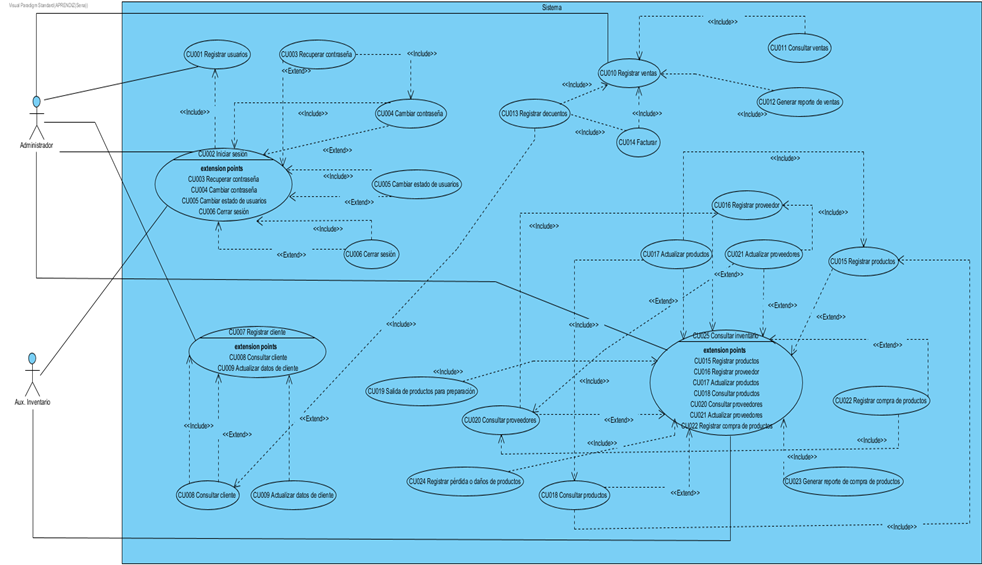 Visual Paradigm Standard(APRENDIZ(Sena))
Sistema
CU001 Registrar usuarios
CU003 Recuperar contraseña
<<Include>>
<<Extend>>
<<Include>>
CU011 Consultar ventas
CU010 Registrar ventas
<<Include>>
CU012 Generar reporte de ventas
<<Include>>
CU004 Cambiar contraseña
<<Include>>
<<Include>>
CU013 Registrar decuentos
<<Include>>
<<Include>>
CU014 Facturar
Administrador
CU002 Iniciar sesión
extension points
CU003 Recuperar contraseña
CU004 Cambiar contraseña
CU005 Cambiar estado de usuarios
CU006 Cerrar sesión
<<Extend>>
<<Include>>
CU005 Cambiar estado de usuarios
<<Extend>>
<<Include>>
<<Extend>>
CU006 Cerrar sesión
<<Include>>
CU016 Registrar proveedor
<<Include>>
<<Include>>
CU017 Actualizar productos
CU021 Actualizar proveedores
CU015 Registrar productos
<<Extend>>
<<Extend>>
<<Extend>>
<<Extend>>
<<Include>>
<<Include>>
CU007 Registrar cliente
extension points
CU008 Consultar cliente
CU009 Actualizar datos de cliente
CU025 Consultar inventario
extension points
CU015 Registrar productos
CU016 Registrar proveedor
CU017 Actualizar productos
CU018 Consultar productos
CU020 Consultar proveedores
CU021 Actualizar proveedores
CU022 Registrar compra de productos
<<Extend>>
Aux. Inventario
<<Include>>
CU019 Salida de productos para preparación
CU022 Registrar compra de productos
CU020 Consultar proveedores
<<Extend>>
<<Include>>
<<Extend>>
<<Extend>>
<<Include>>
<<Include>>
<<Include>>
CU024 Registrar pérdida o daños de productos
CU023 Generar reporte de compra de productos
CU008 Consultar cliente
CU009 Actualizar datos de cliente
CU018 Consultar productos
<<Extend>>
<<Include>>